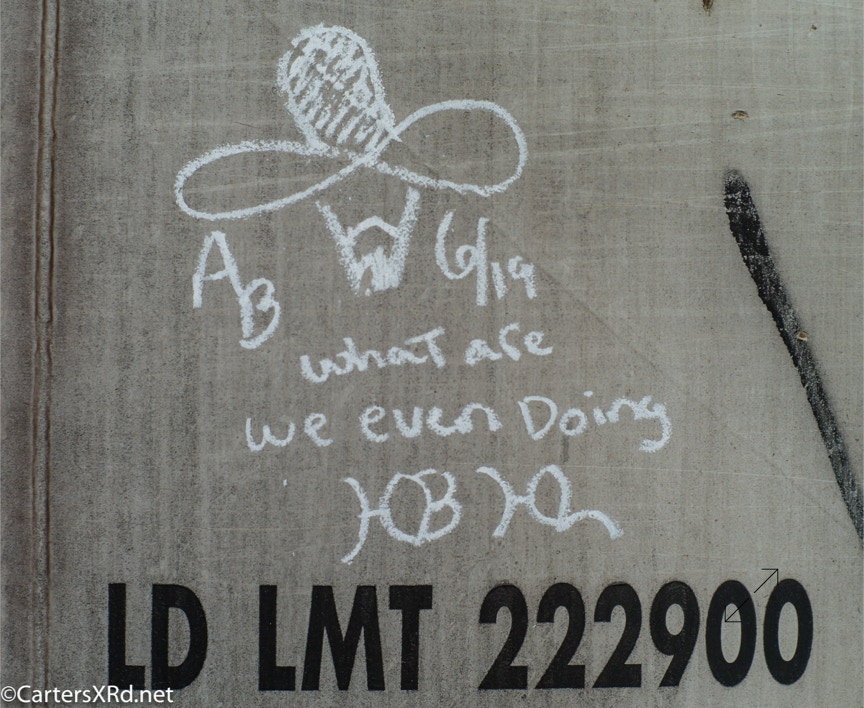 AB 6/19
what are
we even Doing
LD LMT 222900
©CartersXRd.net